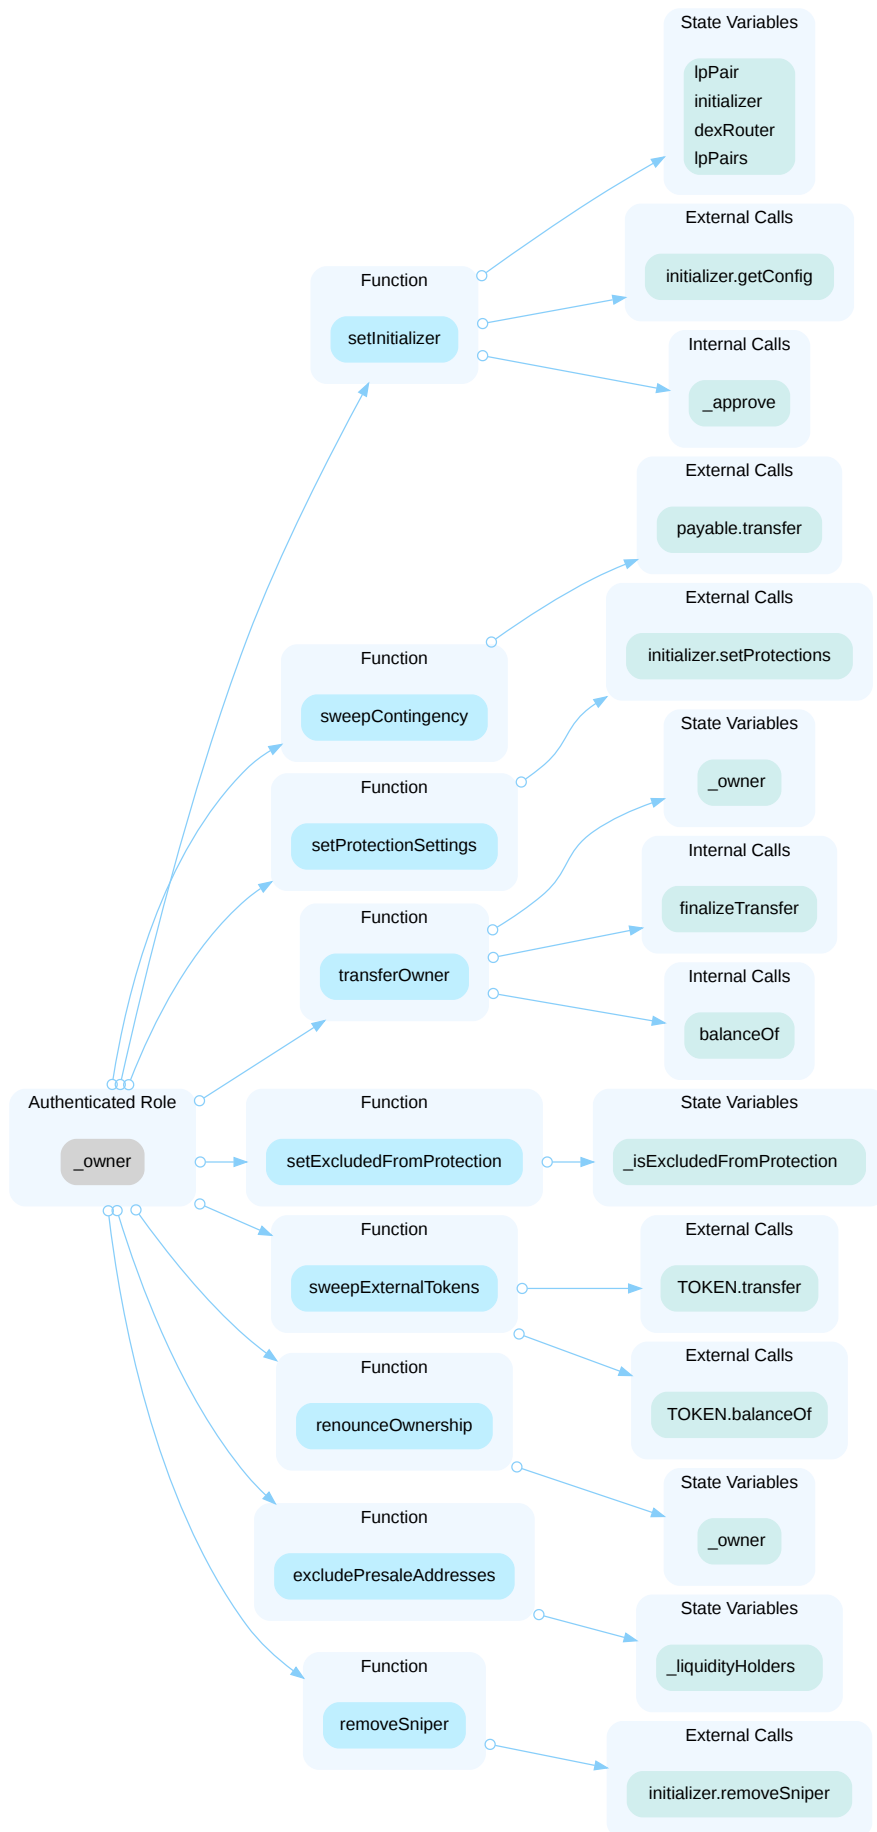 State Variables
lpPair
initializer
dexRouter
lpPairs
External Calls
initializer.getConfig
Function
setInitializer
Internal Calls
_approve
External Calls
payable.transfer
External Calls
initializer.setProtections
Function
sweepContingency
State Variables
_owner
Function
setProtectionSettings
Internal Calls
finalizeTransfer
Function
transferOwner
Internal Calls
balanceOf
Authenticated Role
_owner
Function
setExcludedFromProtection
State Variables
_isExcludedFromProtection
Function
sweepExternalTokens
External Calls
TOKEN.transfer
External Calls
TOKEN.balanceOf
Function
renounceOwnership
State Variables
_owner
Function
excludePresaleAddresses
State Variables
_liquidityHolders
Function
removeSniper
External Calls
initializer.removeSniper